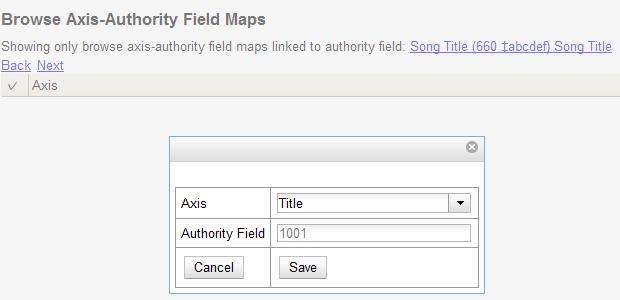 Browse Axis-Authority Field Maps
Showing only browse axis-authority field maps linked to authority field: Song Title (660 ‡abcdef) Song Title
Back Next
Axis
Axis Title
Authority Field 1001
Cancel Save